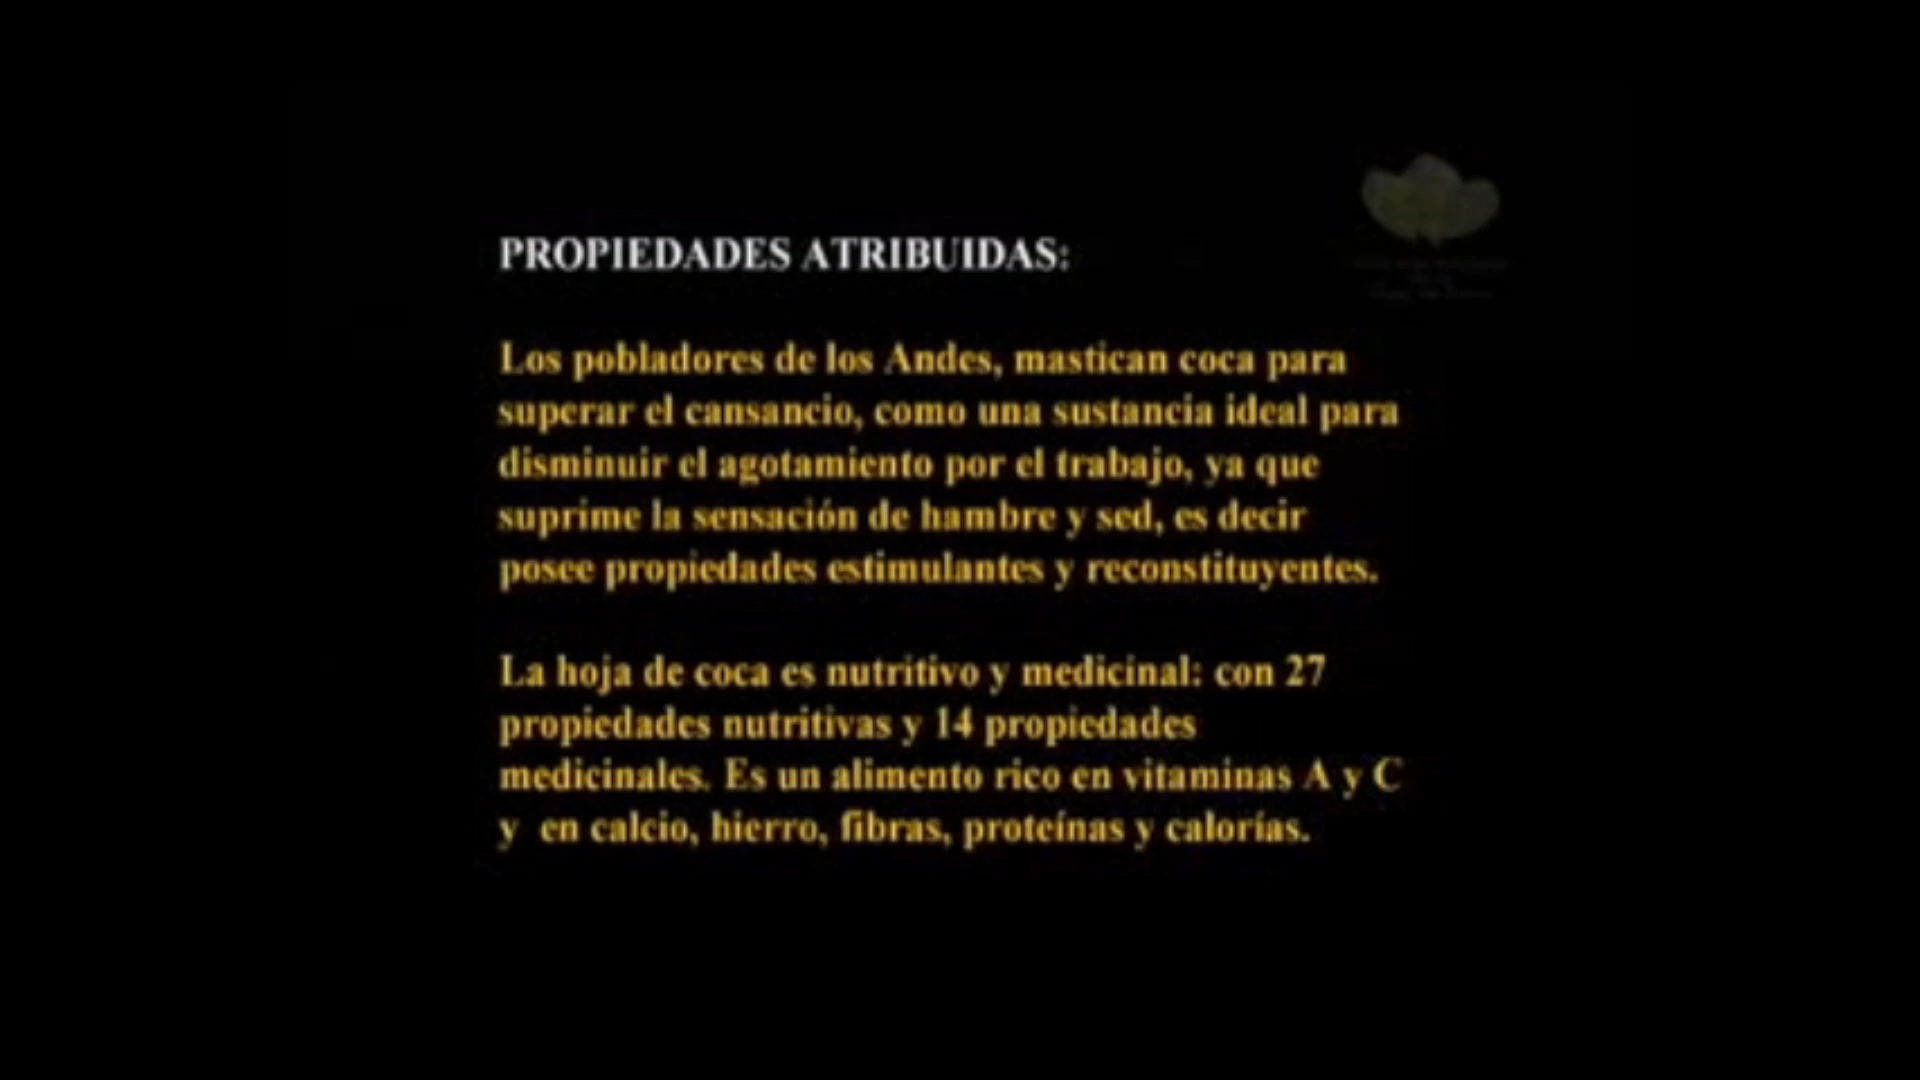 PROPIEDADES ATRIBUIDAS:
Los pobladores de los Andes, mastican coca para
superar el cansancio, como una sustancia ideal para
disminuir el agotamiento por el trabajo, ya que
suprime la sensación de hambre y sed, es decir
posee propiedades estimulantes y reconstituyentes.
La hoja de coca es nutritivo y medicinal: con 27
propiedades nutritivas y 14 propiedades
medicinales. Es un alimento rico en vitaminas A y C
y en calcio, hierro, fibras, proteínas y calorías.